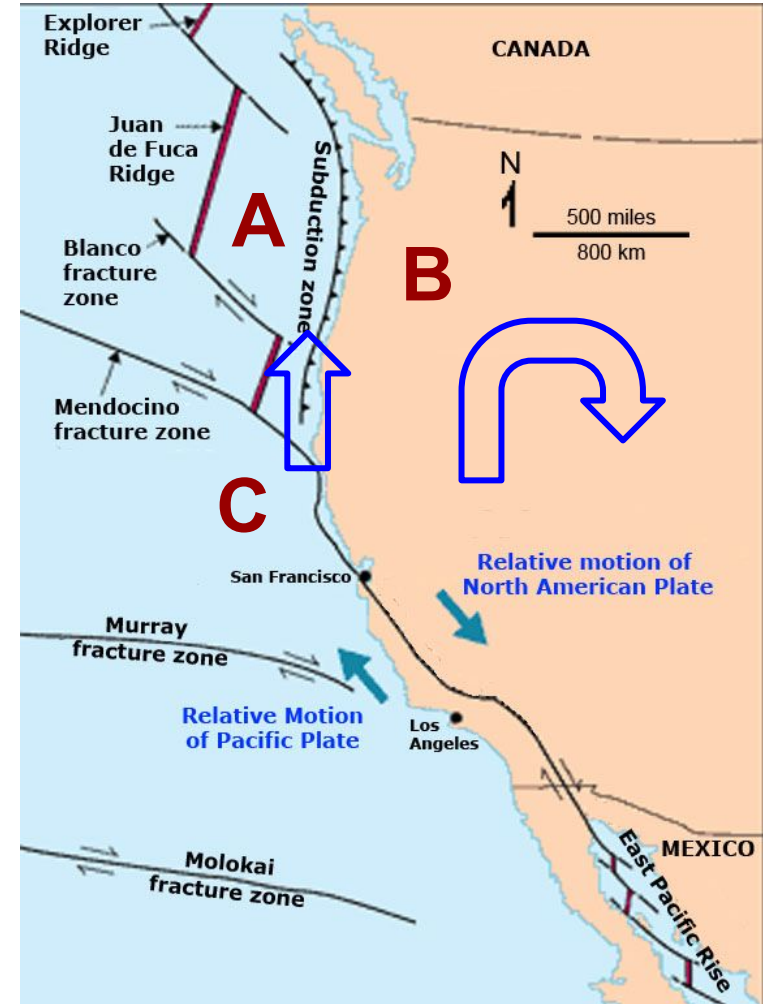 Explorer
Ridge
CANADA
Juan
de Fuca
Ridge
Subduction zone
N
500 miles
800 km
A
B
Blanco
fracture
zone
Mendocino
fracture zone
C
San Francisco
Relative motion of
North American Plate
Murray
fracture zone
Relative Motion
of Pacific Plate
Los
Angeles
MEXICO
East Pacific Rise
Molokai
fracture zone